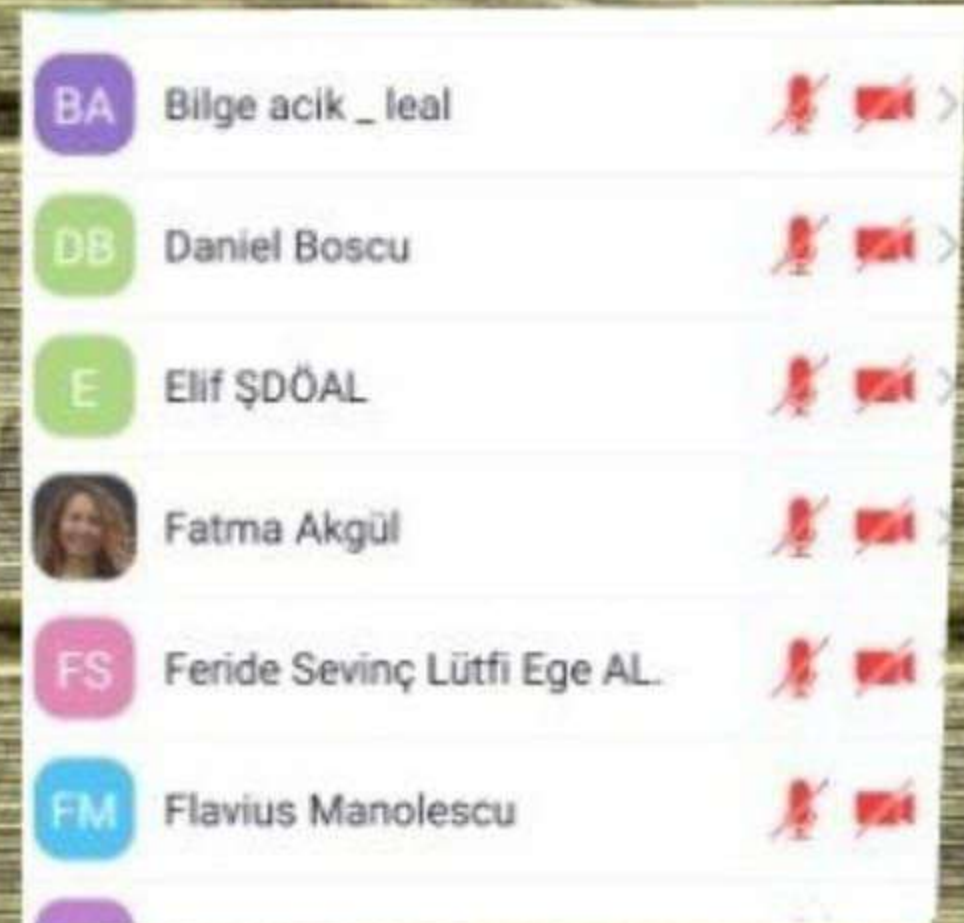 BA Bilge acik _ leal
DB Daniel Boscu
E Elif ŞDÖAL
Fatma Akgül
FS Feride Sevinç Lütfi Ege AL.
FM Flavius Manolescu